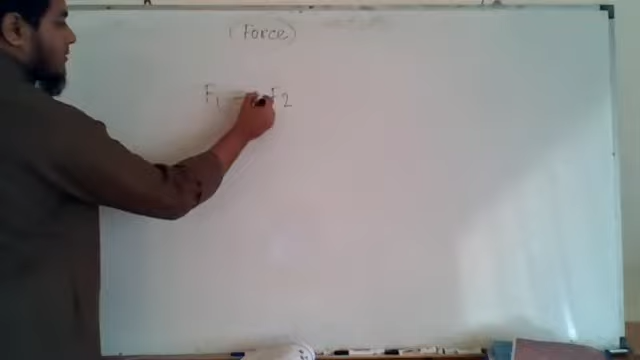 (Force)
F₁ = F₂